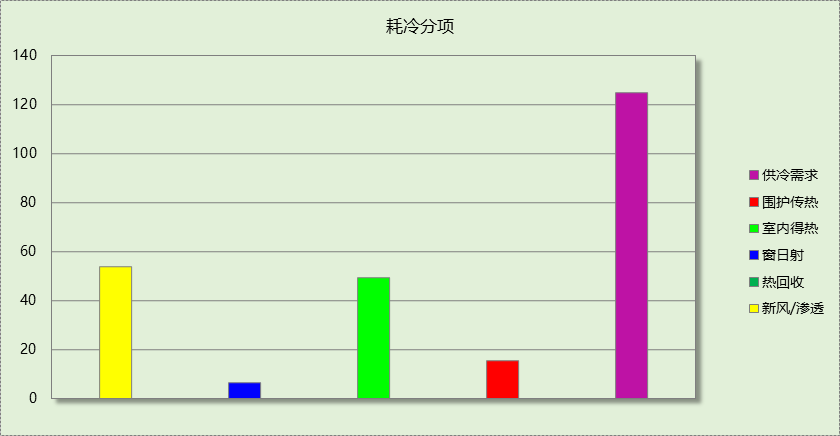 耗冷分项
140
120
100
80
60
40
20
0
供冷需求
围护传热
室内得热
窗日射
热回收
新风/渗透